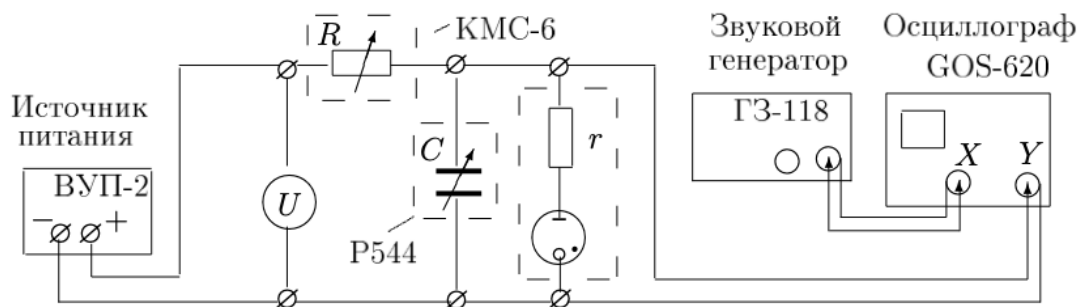 R
КМС-6
Звуковой
генератор
Осциллограф
GOS-620
Источник
питания
ВУП-2
− +
U
C
Р544
r
ГЗ-118
X
Y